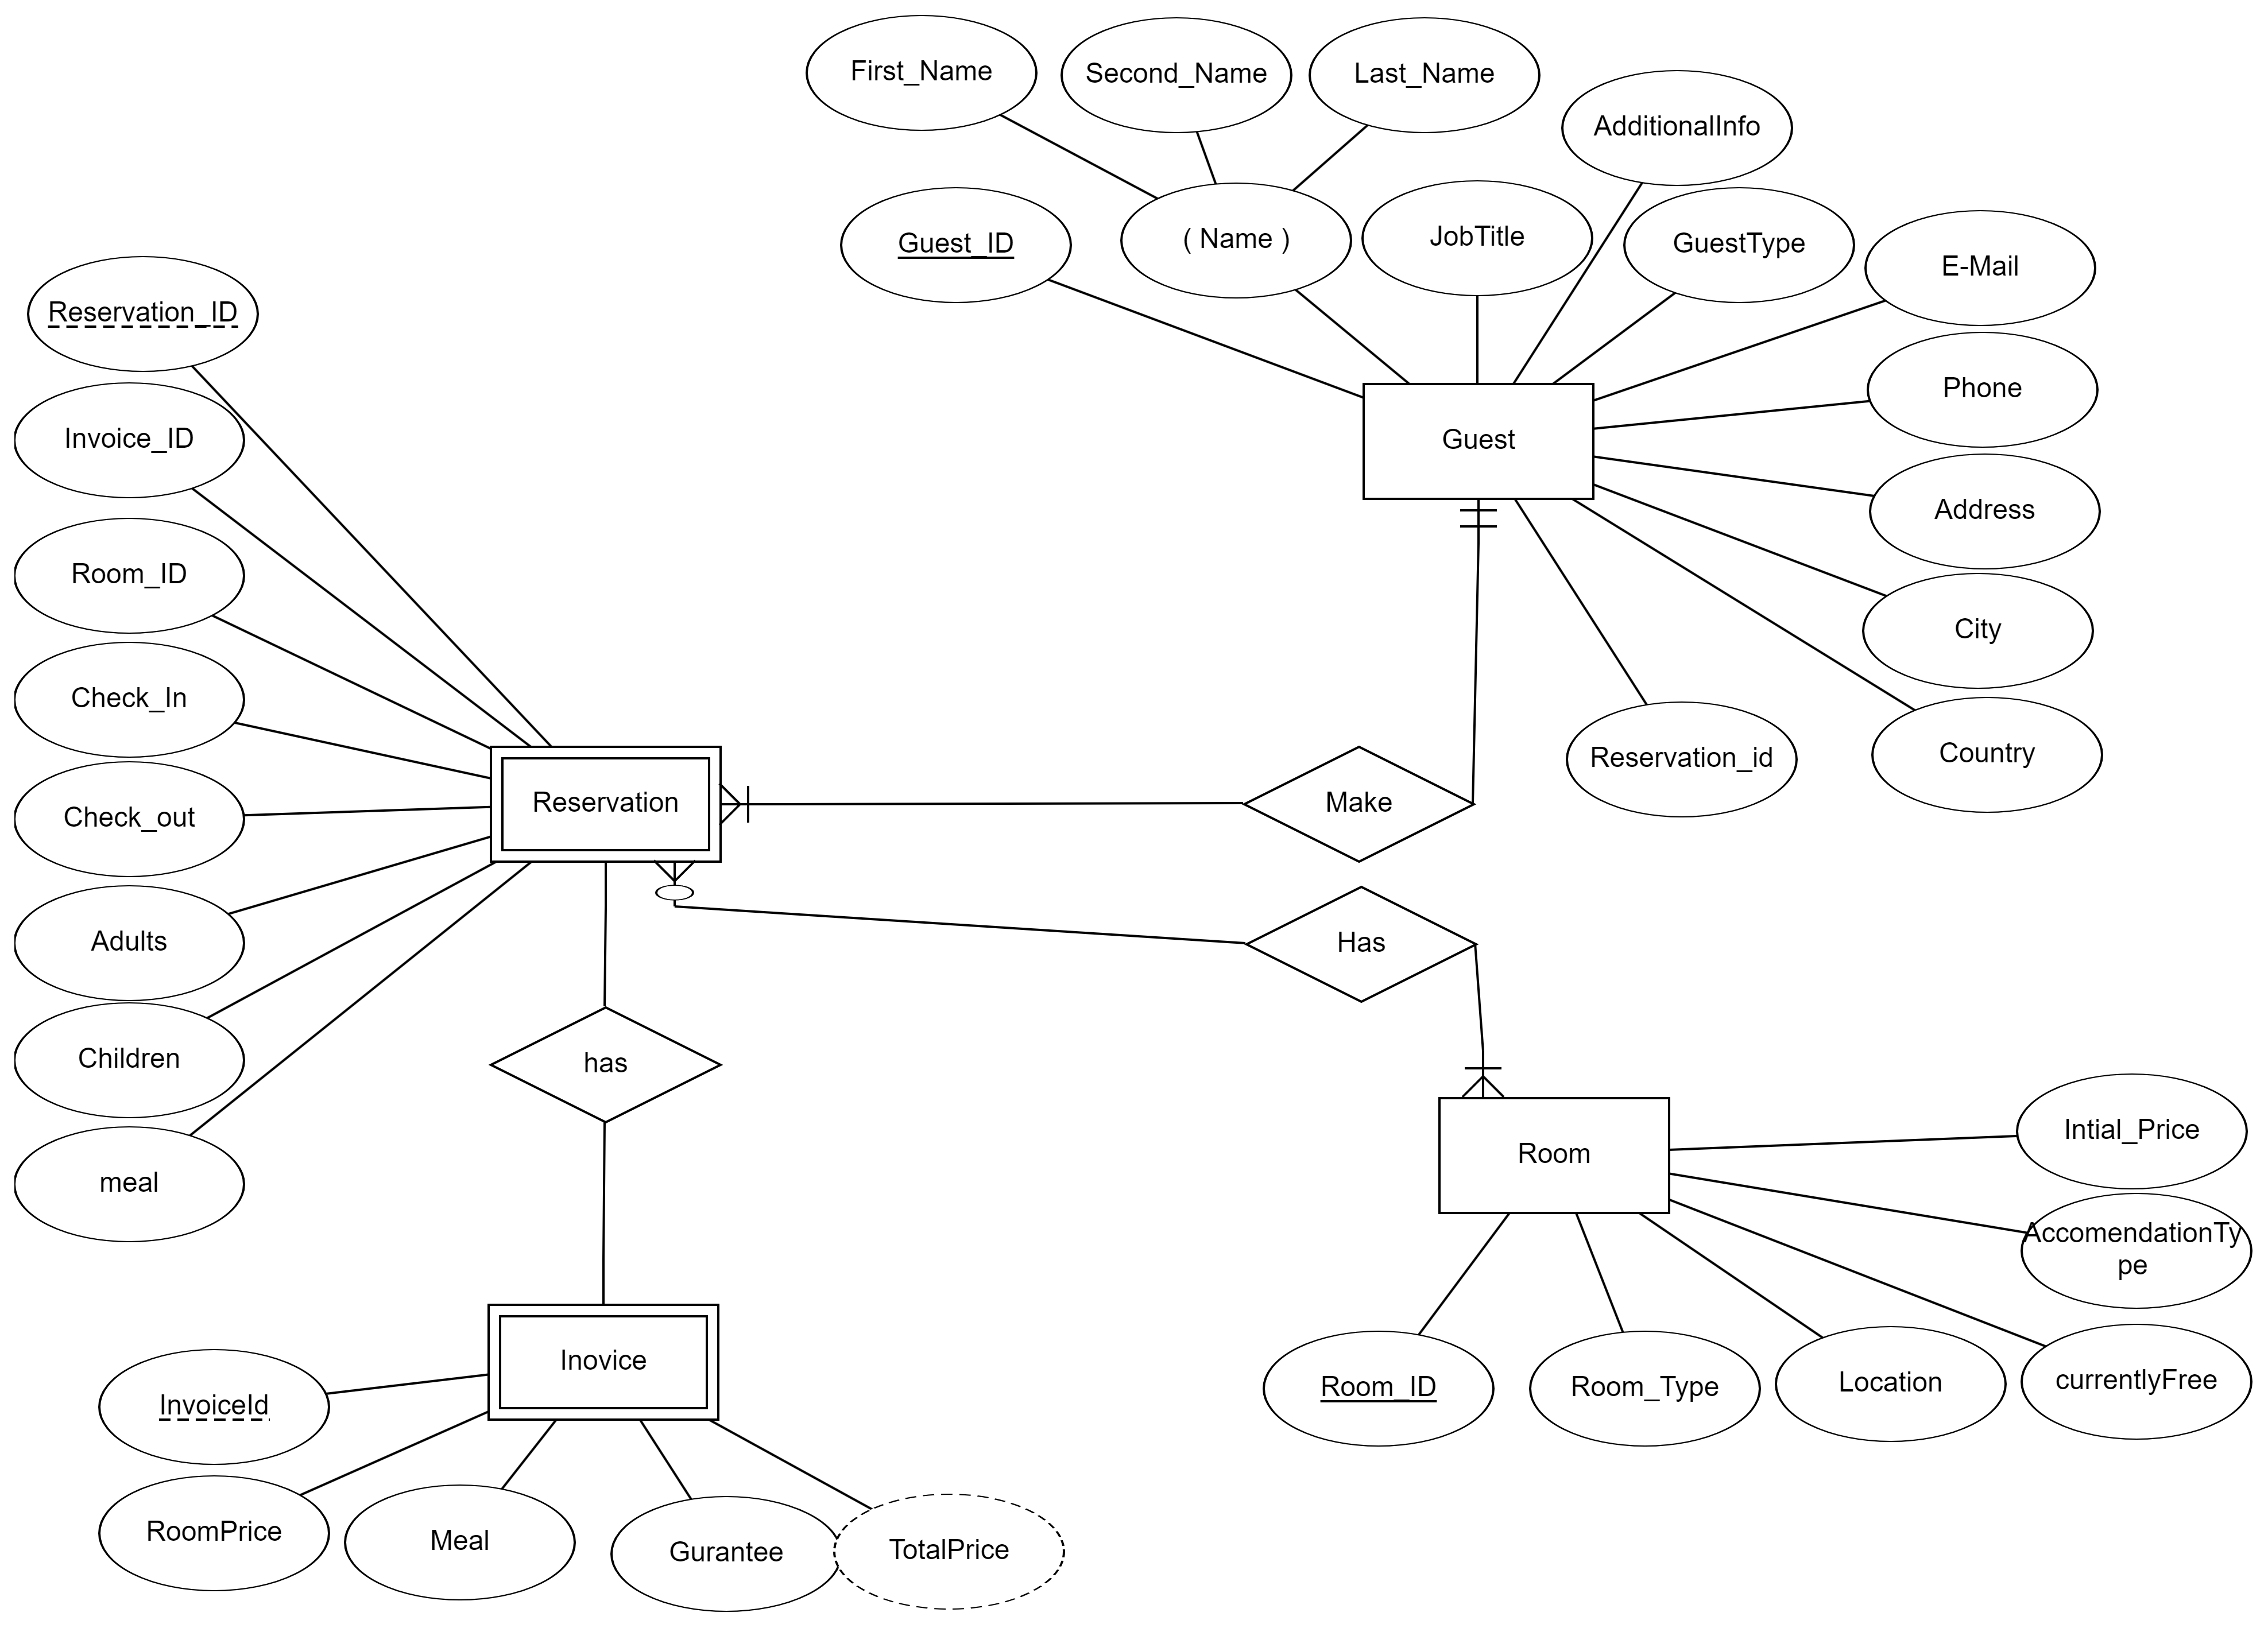 First_Name
Second_Name
Last_Name
AdditionalInfo
Guest_ID
( Name )
JobTitle
GuestType
E-Mail
Reservation_ID
Phone
Invoice_ID
Guest
Address
Room_ID
City
Check_In
Country
Reservation_id
Reservation
Make
Check_out
Adults
Has
Children
has
meal
Room
Intial_Price
AccomendationTy
pe
Inovice
InvoiceId
Room_ID
Room_Type
Location
currentlyFree
RoomPrice
Meal
Gurantee
TotalPrice